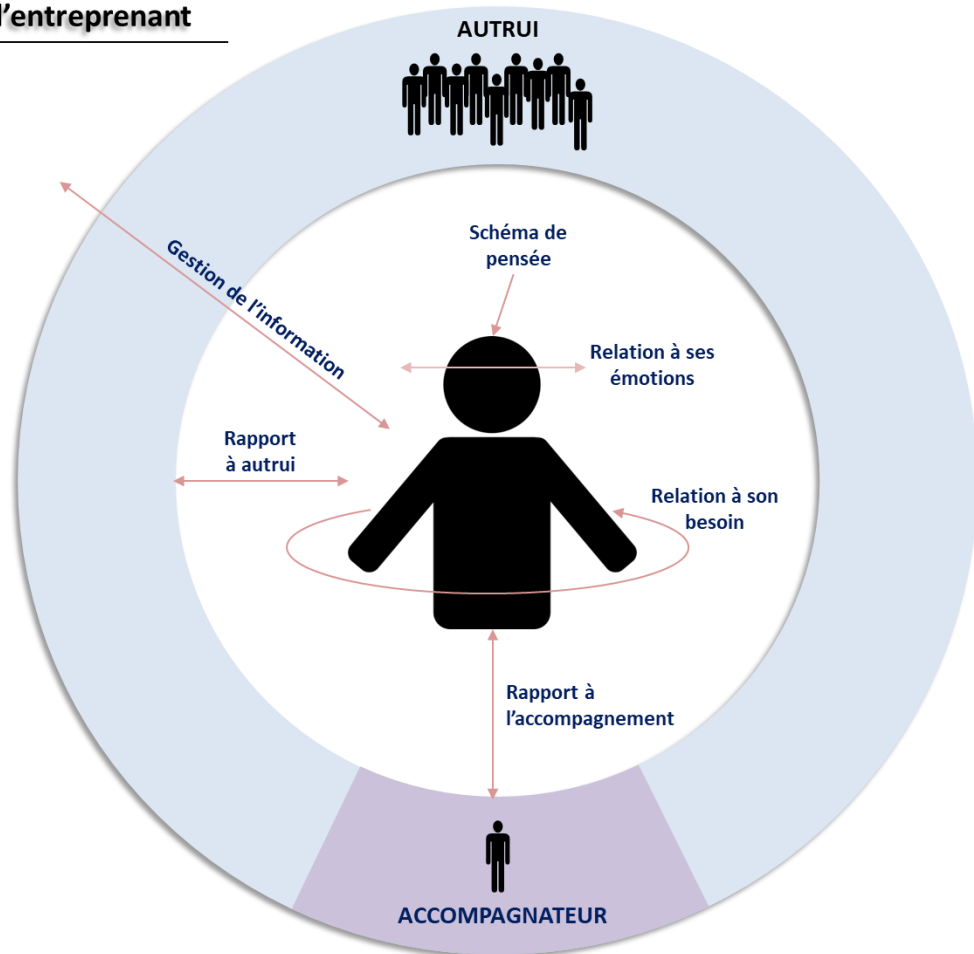 l'entreprenant
AUTRUI
Schéma de
pensée
Gestion de l'information
Relation à ses
émotions
Rapport
à autrui
Relation à son
besoin
Rapport à
l'accompagnement
ACCOMPAGNATEUR